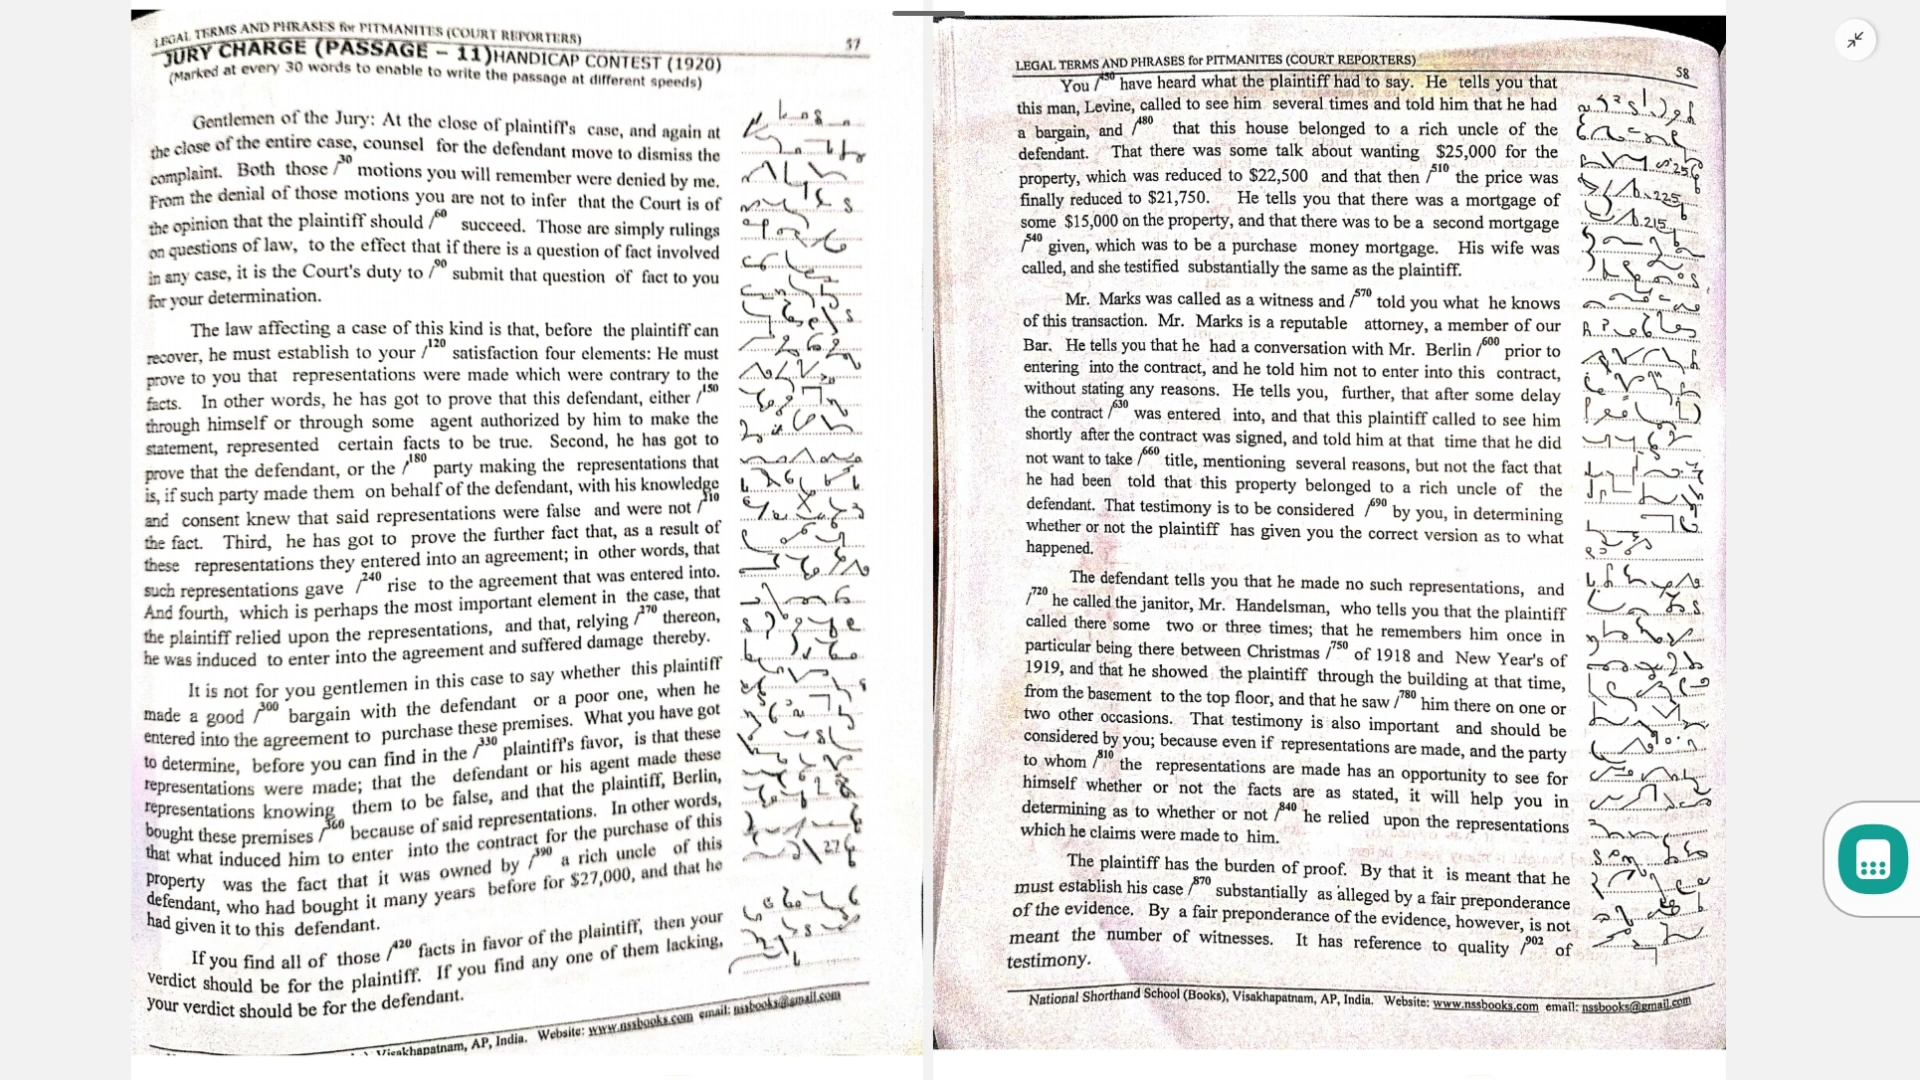 LEGAL TERMS AND PHRASES for PITMANITES (COURT REPORTERS)
57
JURY CHARGE (PASSAGE – 11)HANDICAP CONTEST (1920)
(Marked at every 30 words to enable to write the passage at different speeds)
Gentlemen of the Jury: At the close of plaintiff's case, and again at
the close of the entire case, counsel for the defendant move to dismiss the
complaint. Both those /30 motions you will remember were denied by me.
From the denial of those motions you are not to infer that the Court is of
the opinion that the plaintiff should /60 succeed. Those are simply rulings
on questions of law, to the effect that if there is a question of fact involved
in any case, it is the Court's duty to /90 submit that question of fact to you
for your determination.
The law affecting a case of this kind is that, before the plaintiff can
recover, he must establish to your /120 satisfaction four elements: He must
prove to you that representations were made which were contrary to the
facts. In other words, he has got to prove that this defendant, either /150
through himself or through some agent authorized by him to make the
statement, represented certain facts to be true. Second, he has got to
prove that the defendant, or the /180 party making the representations that
is, if such party made them on behalf of the defendant, with his knowledge
and consent knew that said representations were false and were not /210
the fact. Third, he has got to prove the further fact that, as a result of
these representations they entered into an agreement; in other words, that
such representations gave /240 rise to the agreement that was entered into.
And fourth, which is perhaps the most important element in the case, that
the plaintiff relied upon the representations, and that, relying /270 thereon,
he was induced to enter into the agreement and suffered damage thereby.
It is not for you gentlemen in this case to say whether this plaintiff
made a good /300 bargain with the defendant or a poor one, when he
entered into the agreement to purchase these premises. What you have got
to determine, before you can find in the /330 plaintiff's favor, is that these
representations were made; that the defendant or his agent made these
representations knowing them to be false, and that the plaintiff, Berlin,
bought these premises /360 because of said representations. In other words,
that what induced him to enter into the contract for the purchase of this
property was the fact that it was owned by /390 a rich uncle of this
defendant, who had bought it many years before for $27,000, and that he
had given it to this defendant.
If you find all of those /420 facts in favor of the plaintiff, then your
verdict should be for the plaintiff. If you find any one of them lacking,
your verdict should be for the defendant.
Visakhapatnam, AP, India. Website: www.nssbooks.com email: nssbooks@gmail.com
LEGAL TERMS AND PHRASES for PITMANITES (COURT REPORTERS)
58
You /450 have heard what the plaintiff had to say. He tells you that
this man, Levine, called to see him several times and told him that he had
a bargain, and /480 that this house belonged to a rich uncle of the
defendant. That there was some talk about wanting $25,000 for the
property, which was reduced to $22,500 and that then /510 the price was
finally reduced to $21,750. He tells you that there was a mortgage of
some $15,000 on the property, and that there was to be a second mortgage
/540 given, which was to be a purchase money mortgage. His wife was
called, and she testified substantially the same as the plaintiff.
Mr. Marks was called as a witness and /570 told you what he knows
of this transaction. Mr. Marks is a reputable attorney, a member of our
Bar. He tells you that he had a conversation with Mr. Berlin /600 prior to
entering into the contract, and he told him not to enter into this contract,
without stating any reasons. He tells you, further, that after some delay
the contract /630 was entered into, and that this plaintiff called to see him
shortly after the contract was signed, and told him at that time that he did
not want to take /660 title, mentioning several reasons, but not the fact that
he had been told that this property belonged to a rich uncle of the
defendant. That testimony is to be considered /690 by you, in determining
whether or not the plaintiff has given you the correct version as to what
happened.
The defendant tells you that he made no such representations, and
/720 he called the janitor, Mr. Handelsman, who tells you that the plaintiff
called there some two or three times; that he remembers him once in
particular being there between Christmas /750 of 1918 and New Year's of
1919, and that he showed the plaintiff through the building at that time,
from the basement to the top floor, and that he saw /780 him there on one or
two other occasions. That testimony is also important and should be
considered by you; because even if representations are made, and the party
to whom /810 the representations are made has an opportunity to see for
himself whether or not the facts are as stated, it will help you in
determining as to whether or not /840 he relied upon the representations
which he claims were made to him.
The plaintiff has the burden of proof. By that it is meant that he
must establish his case /870 substantially as alleged by a fair preponderance
of the evidence. By a fair preponderance of the evidence, however, is not
meant the number of witnesses. It has reference to quality /902 of
testimony.
National Shorthand School (Books), Visakhapatnam, AP, India. Website: www.nssbooks.com email: nssbooks@gmail.com